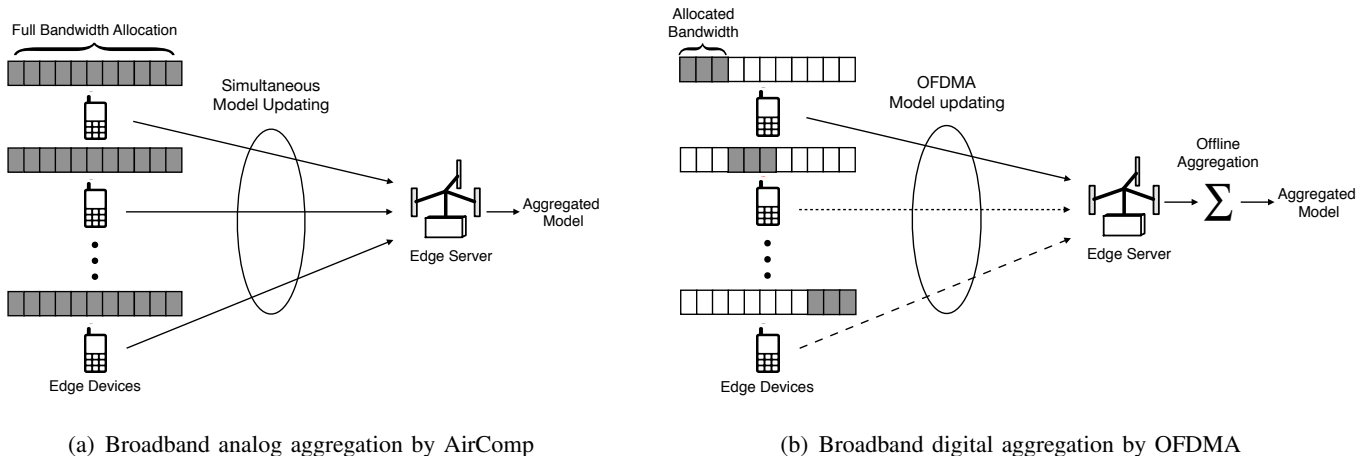 Full Bandwidth Allocation
Simultaneous
Model Updating
Edge Server
Aggregated
Model
Edge Devices
(a) Broadband analog aggregation by AirComp
Allocated
Bandwidth
OFDMA
Model updating
Edge Server
Offline
Aggregation
Σ
Aggregated
Model
Edge Devices
(b) Broadband digital aggregation by OFDMA